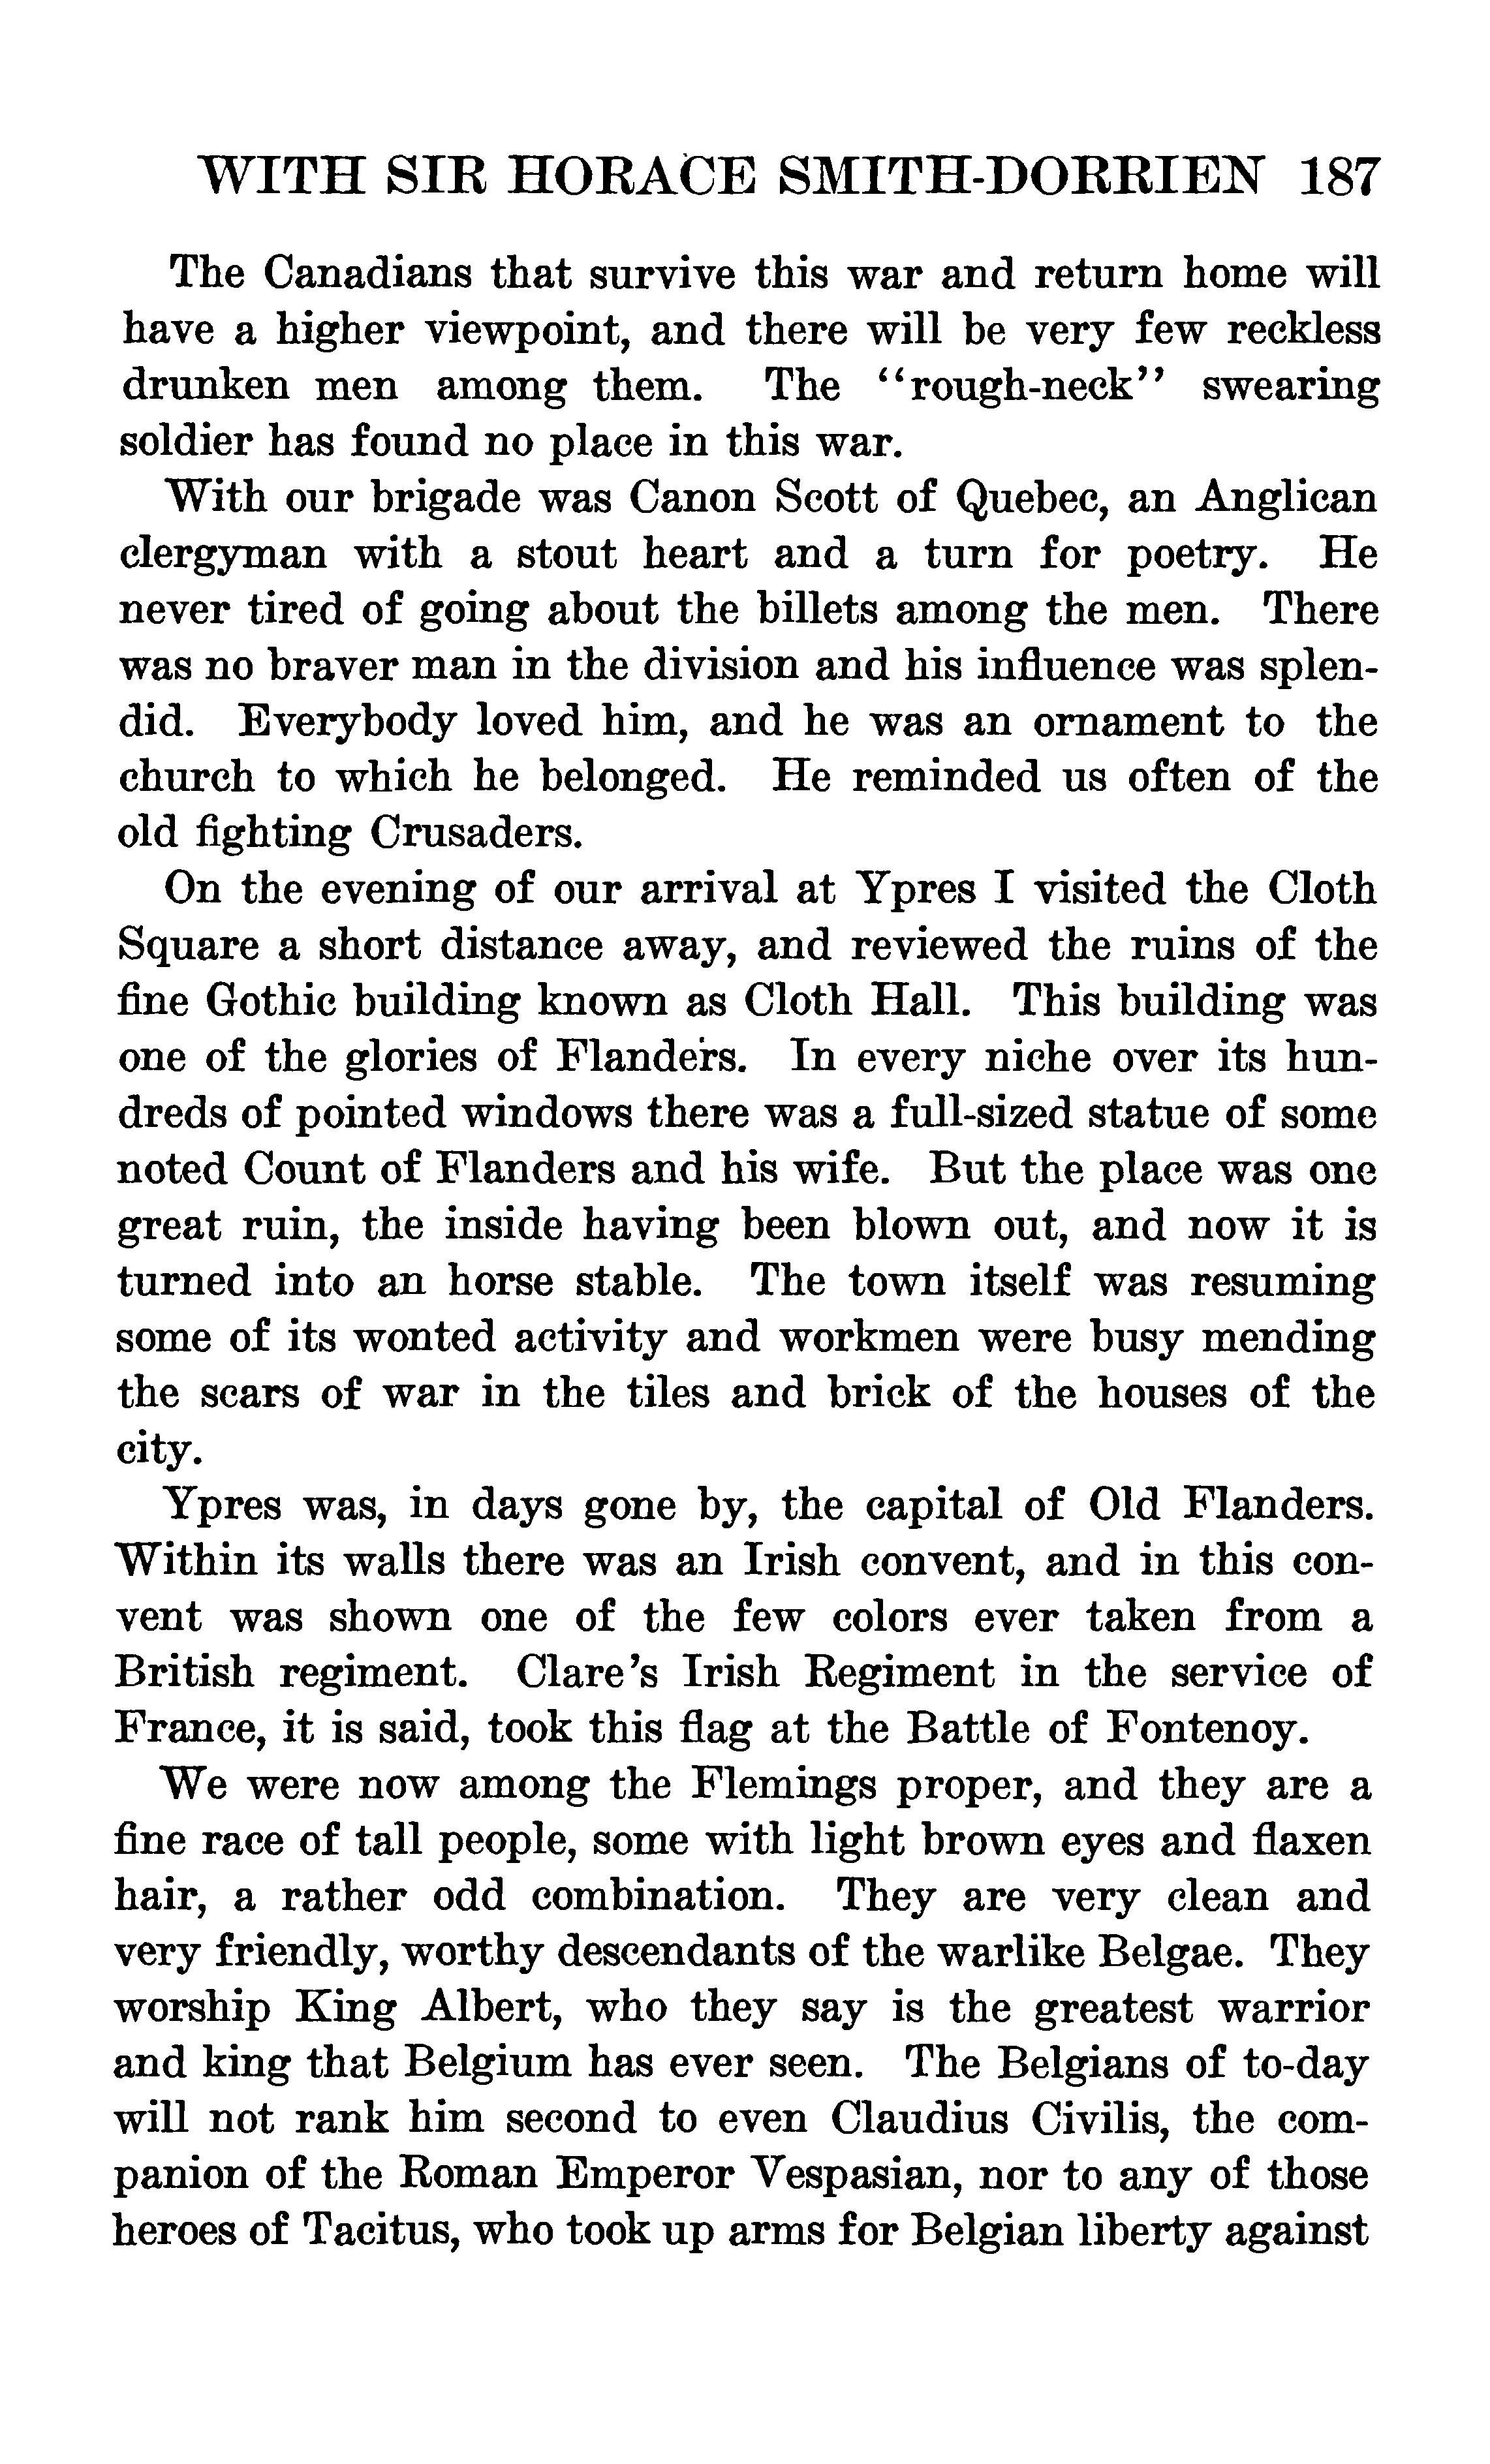 WITH SIR HORACE SMITH-DORRIEN 187
The Canadians that survive this war and return home will
have a higher viewpoint, and there will be very few reckless
drunken men among them. The "rough-neck" swearing
soldier has found no place in this war.
With our brigade was Canon Scott of Quebec, an Anglican
clergyman with a stout heart and a turn for poetry. He
never tired of going about the billets among the men. There
was no braver man in the division and his influence was splen-
did. Everybody loved him, and he was an ornament to the
church to which he belonged. He reminded us often of the
old fighting Crusaders.
On the evening of our arrival at Ypres I visited the Cloth
Square a short distance away, and reviewed the ruins of the
fine Gothic building known as Cloth Hall. This building was
one of the glories of Flanders. In every niche over its hun-
dreds of pointed windows there was a full-sized statue of some
noted Count of Flanders and his wife. But the place was one
great ruin, the inside having been blown out, and now it is
turned into an horse stable. The town itself was resuming
some of its wonted activity and workmen were busy mending
the scars of war in the tiles and brick of the houses of the
city.
Ypres was, in days gone by, the capital of Old Flanders.
Within its walls there was an Irish convent, and in this con-
vent was shown one of the few colors ever taken from a
British regiment. Clare's Irish Regiment in the service of
France, it is said, took this flag at the Battle of Fontenoy.
We were now among the Flemings proper, and they are a
fine race of tall people, some with light brown eyes and flaxen
hair, a rather odd combination. They are very clean and
very friendly, worthy descendants of the warlike Belgae. They
worship King Albert, who they say is the greatest warrior
and king that Belgium has ever seen. The Belgians of to-day
will not rank him second to even Claudius Civilis, the com-
panion of the Roman Emperor Vespasian, nor to any of those
heroes of Tacitus, who took up arms for Belgian liberty against